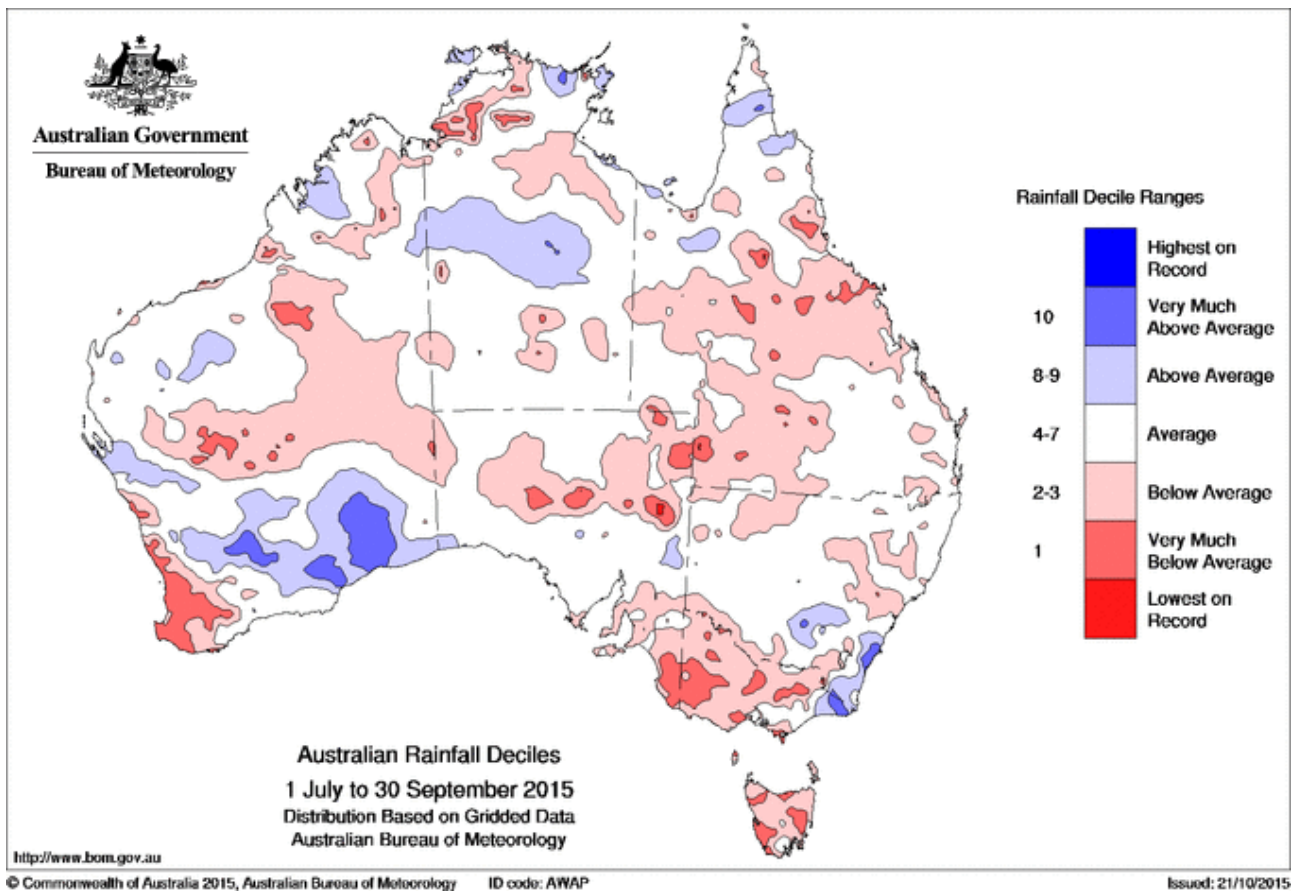 Australian Government
Bureau of Meteorology
Rainfall Decile Ranges
Highest on
Record
10
Very Much
Above Average
8-9
Above Average
4-7
Average
2-3
Below Average
1
Very Much
Below Average
Lowest on
Record
Australian Rainfall Deciles
1 July to 30 September 2015
Distribution Based on Gridded Data
Australian Bureau of Meteorology
http://www.bom.gov.au
© Commonwealth of Australia 2015, Australian Bureau of Meteorology ID code: AWAP Issued: 21/10/2015